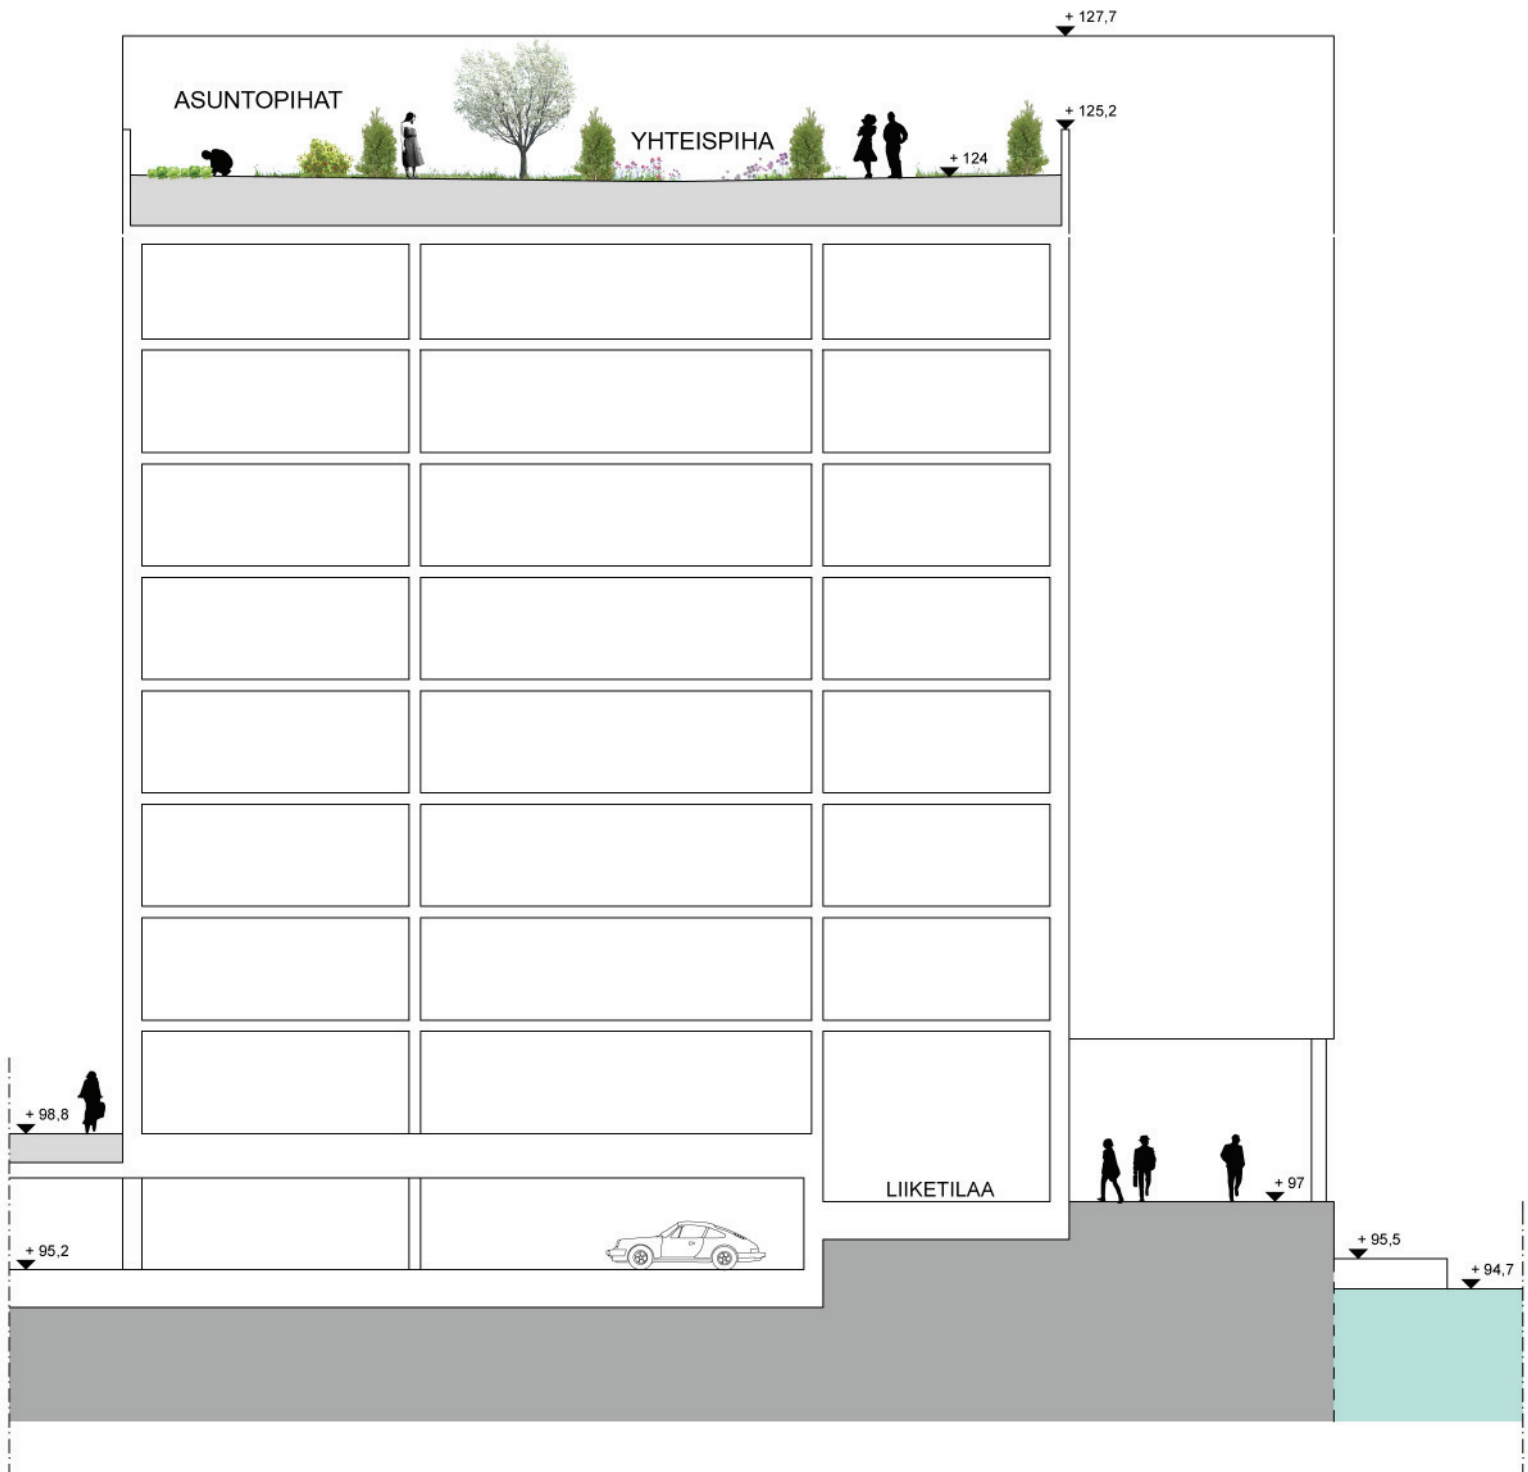 + 127,7
ASUNTOPIHAT
+ 125,2
YHTEISPIHA
+ 124
+ 98,8
LIIKETILAA
+ 97
+ 95,2
+ 95,5
+ 94,7